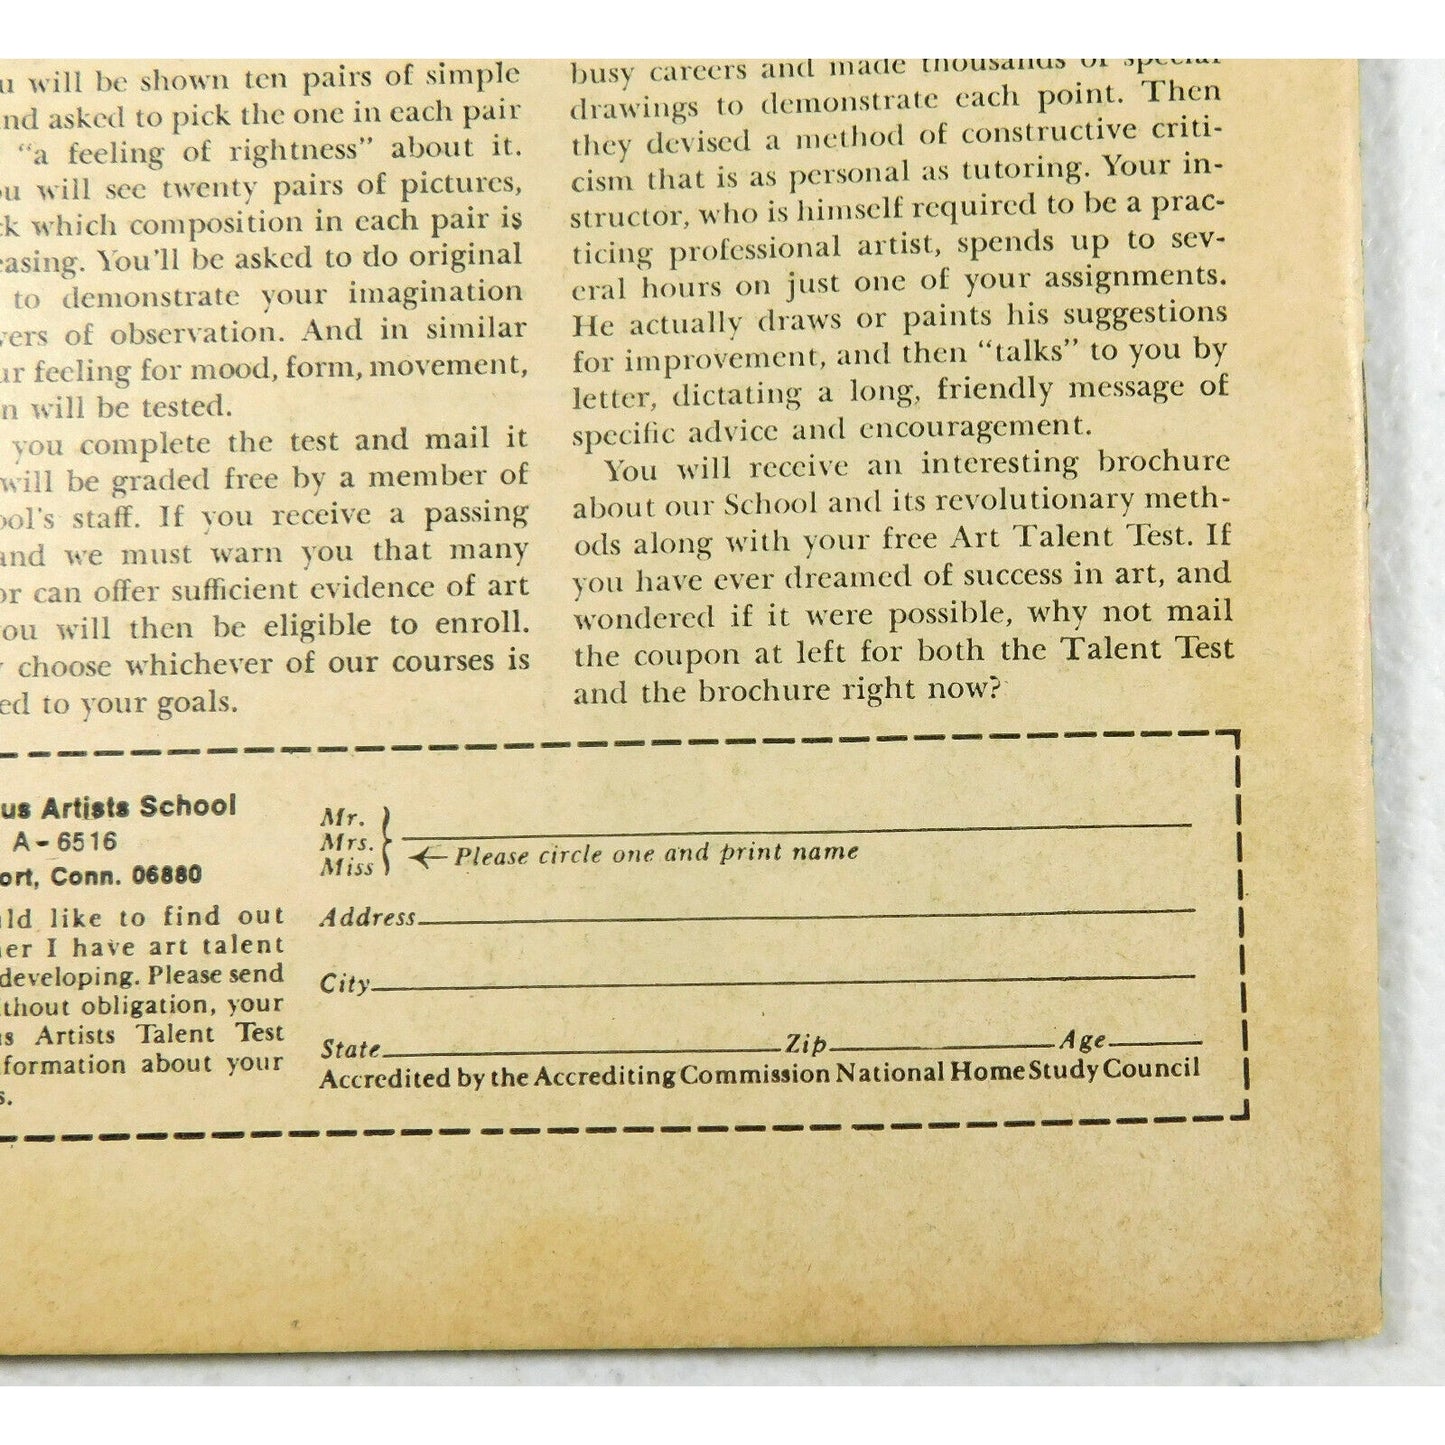 will be shown ten pairs of simple
asked to pick the one in each pair
“a feeling of rightness” about it.
will see twenty pairs of pictures,
which composition in each pair is
You'll be asked to do original
to demonstrate your imagination
of observation. And in similar
feeling for mood, form, movement,
will be tested.
you complete the test and mail it
will be graded free by a member of
staff. If you receive a passing
and we must warn you that many
or can offer sufficient evidence of art
you will then be eligible to enroll.
choose whichever of our courses is
to your goals.
busy careers and made thousands of special
drawings to demonstrate each point. Then
they devised a method of constructive criti-
cism that is as personal as tutoring. Your in-
structor, who is himself required to be a prac-
ticing professional artist, spends up to sev-
eral hours on just one of your assignments.
He actually draws or paints his suggestions
for improvement, and then “talks” to you by
letter, dictating a long, friendly message of
specific advice and encouragement.
You will receive an interesting brochure
about our School and its revolutionary meth-
ods along with your free Art Talent Test. If
you have ever dreamed of success in art, and
wondered if it were possible, why not mail
the coupon at left for both the Talent Test
and the brochure right now?
Artists School
A-6516
Conn. 06880
like to find out
I have art talent
developing. Please send
obligation, your
Artists Talent Test
about your
Mr.
Mrs.
Miss
Please circle one and print name
Address
City
State Zip Age
Accredited by the Accrediting Commission National Home Study Council